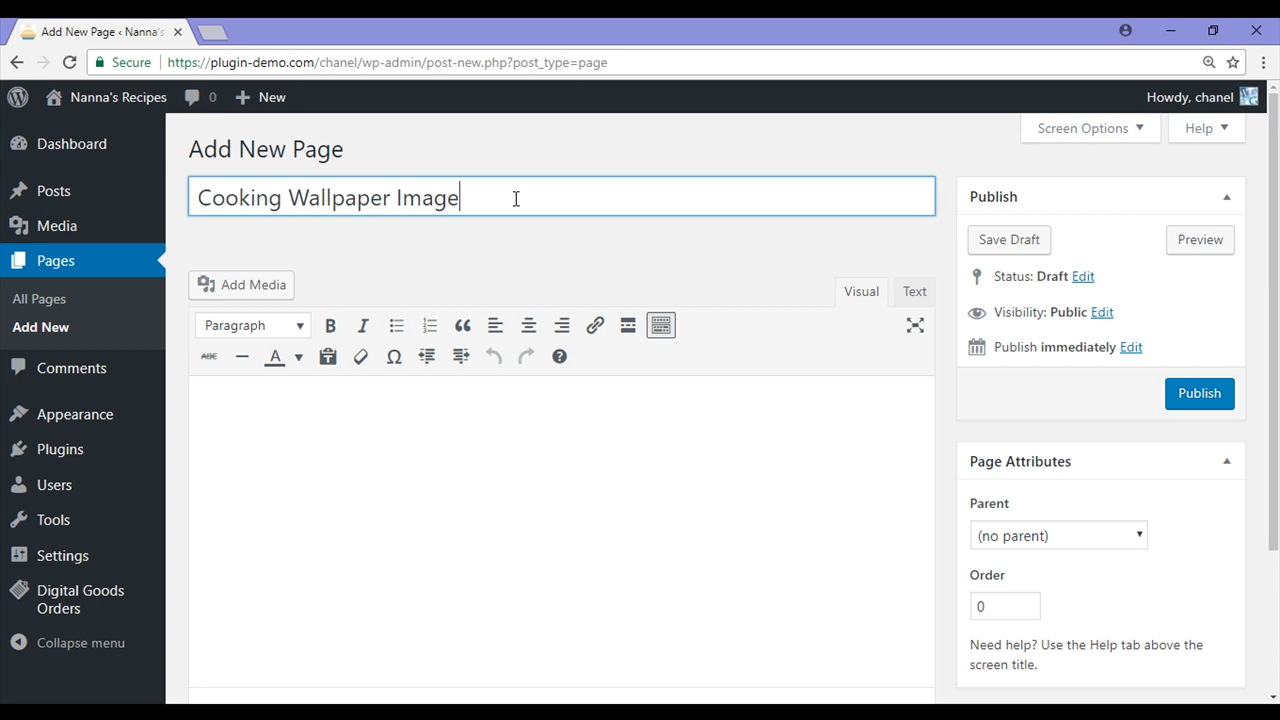 Add New Page ‹ Nanna's
Secure https://plugin-demo.com/chanel/wp-admin/post-new.php?post_type=page
Nanna's Recipes 0 New Howdy, chanel
Screen Options Help
Dashboard
Posts
Media
Pages
All Pages
Add New
Comments
Appearance
Plugins
Users
Tools
Settings
Digital Goods
Orders
Collapse menu
Add New Page
Cooking Wallpaper Image
Add Media
Visual Text
Paragraph B I
ABC A Ω
Publish
Save Draft Preview
Status: Draft Edit
Visibility: Public Edit
Publish immediately Edit
Publish
Page Attributes
Parent
(no parent)
Order
0
Need help? Use the Help tab above the
screen title.